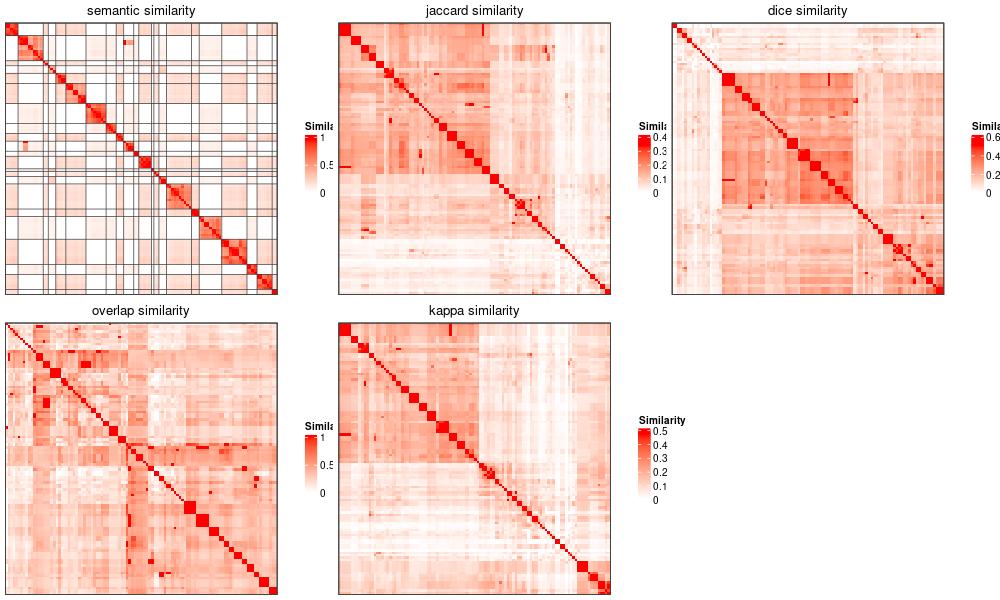 semantic similarity
jaccard similarity
dice similarity
Simila
1
0.5
0
Simila
0.4
0.3
0.2
0.1
0
Simila
0.6
0.4
0.2
0
overlap similarity
kappa similarity
Simila
1
0.5
0
Similarity
0.5
0.4
0.3
0.2
0.1
0